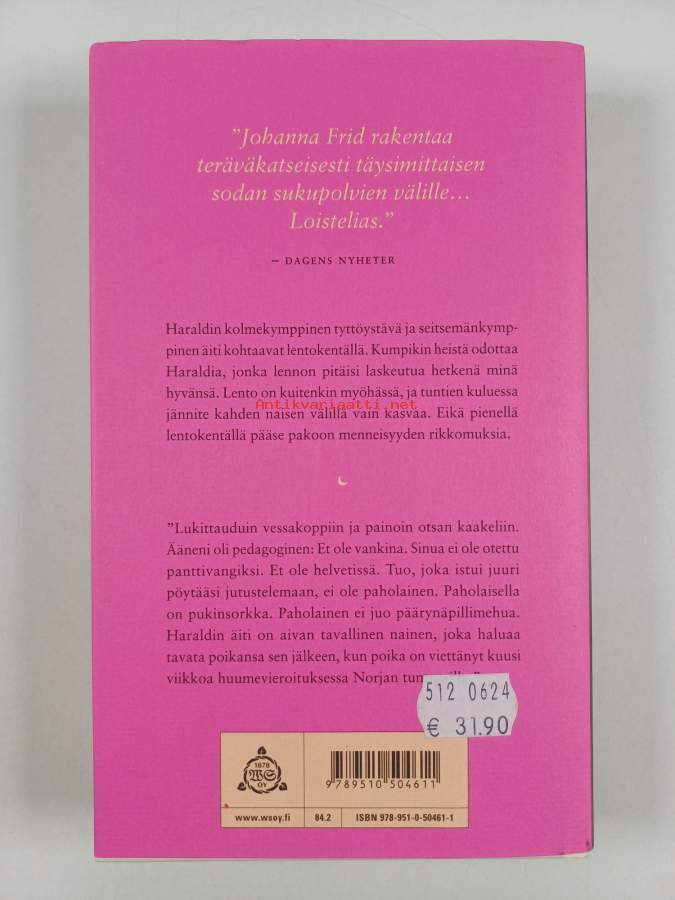 ”Johanna Frid rakentaa
teräväkatseisesti täysimittaisen
sodan sukupolvien välille…
Loistelias.”
– DAGENS NYHETER
Haraldin kolmekymppinen tyttöystävä ja seitsemänkymp-
pinen äiti kohtaavat lentokentällä. Kumpikin heistä odottaa
Haraldia, jonka lennon pitäisi laskeutua hetkenä minä
hyvänsä. Lento on kuitenkin myöhässä, ja tuntien kuluessa
Antikvariaatti.net
jännite kahden naisen välillä vain kasvaa. Eikä pienellä
lentokentällä pääse pakoon menneisyyden rikkomuksia.
”Lukittauduin vessakoppiin ja painoin otsan kaakeliin.
Ääneni oli pedagoginen: Et ole vankina. Sinua ei ole otettu
panttivangiksi. Et ole helvetissä. Tuo, joka istui juuri
pöytääsi jutustelemaan, ei ole paholainen. Paholaisella
on pukinsorkka. Paholainen ei juo päärynäpillimehua.
Haraldin äiti on aivan tavallinen nainen, joka haluaa
tavata poikansa sen jälkeen, kun poika on viettänyt kuusi
viikkoa huumevieroituksessa Norjan
512 0624
€ 31.90
1878
WS
OY
9 789510 504611
www.wsoy.fi
84.2
ISBN 978-951-0-50461-1